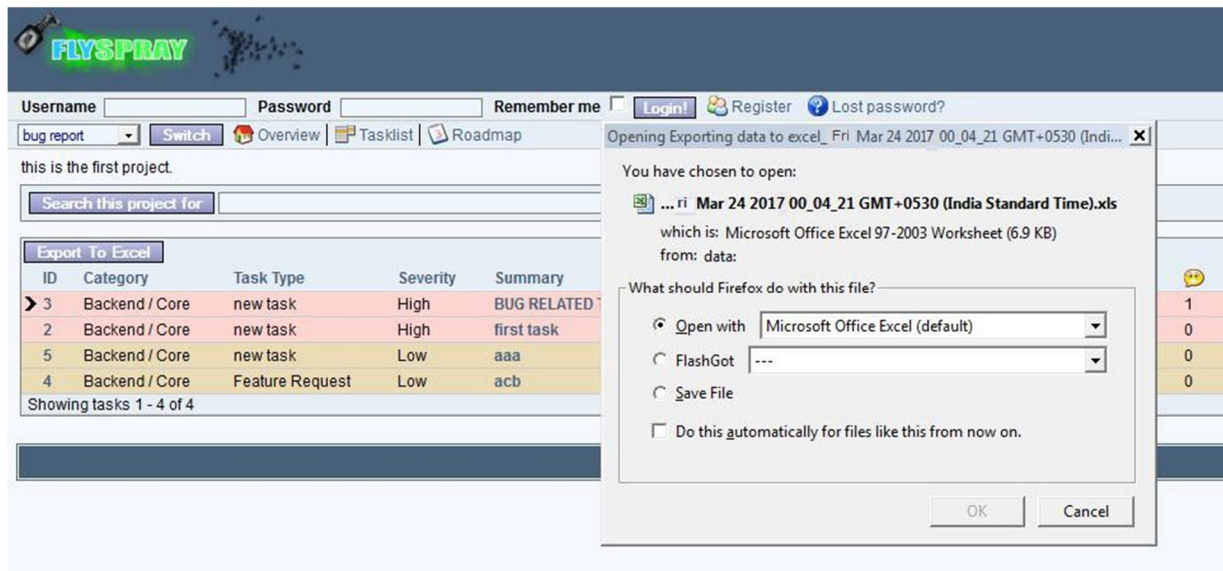 FLYSPRAY
Username Password Remember me Login! Register Lost password?
bug report Switch Overview Tasklist Roadmap
Opening Exporting data to excel_ Fri Mar 24 2017 00_04_21 GMT+0530 (Indi...
this is the first project.
You have chosen to open:
Search this project for
... ri Mar 24 2017 00_04_21 GMT+0530 (India Standard Time).xls
which is: Microsoft Office Excel 97-2003 Worksheet (6.9 KB)
from: data:
Export To Excel
ID Category Task Type Severity Summary
What should Firefox do with this file?
3 Backend / Core new task High BUG RELATED 1
2 Backend / Core new task High first task 0
5 Backend / Core new task Low aaa 0
4 Backend / Core Feature Request Low acb 0
Showing tasks 1 - 4 of 4
Open with Microsoft Office Excel (default)
FlashGot ---
Save File
Do this automatically for files like this from now on.
OK Cancel